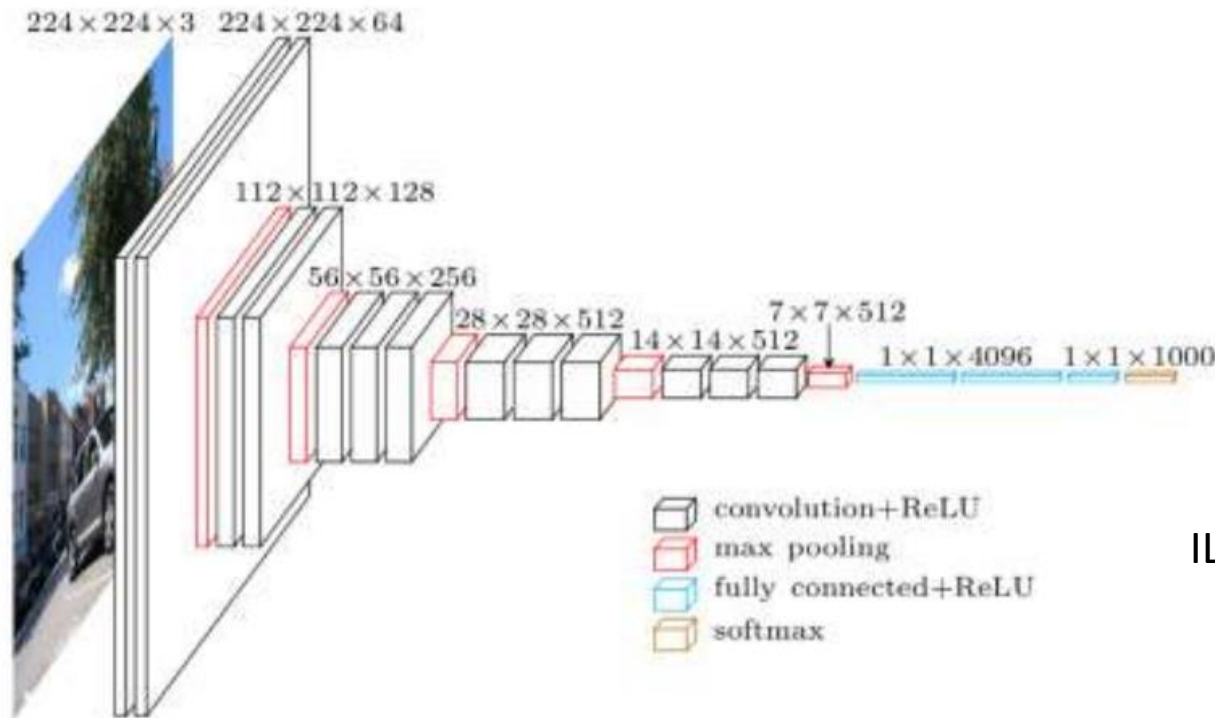 224×224×3 224×224×64
112×112×128
56×56×256
28×28×512
7×7×512
14×14×512
1×1×4096 1×1×1000
convolution+ReLU
max pooling
fully connected+ReLU
softmax
IL